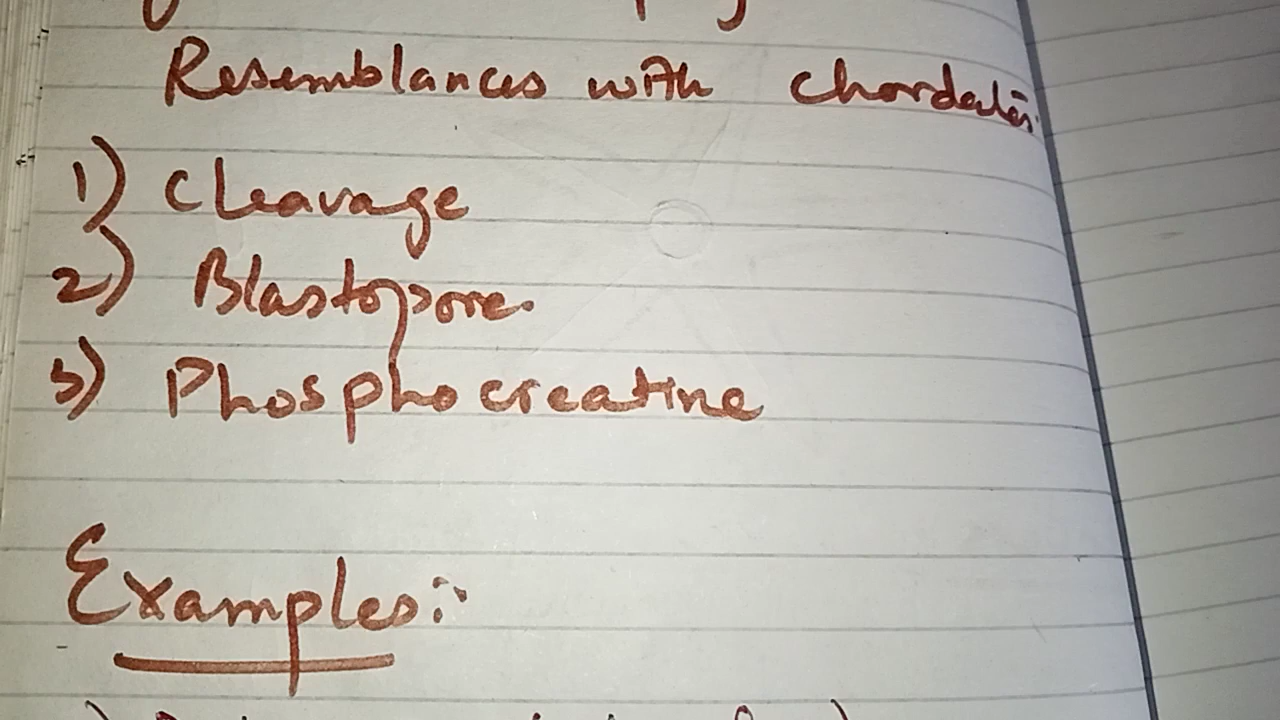 Resemblances with chordates:
1) Cleavage
2) Blastopore.
3) Phosphocreatine
Examples: